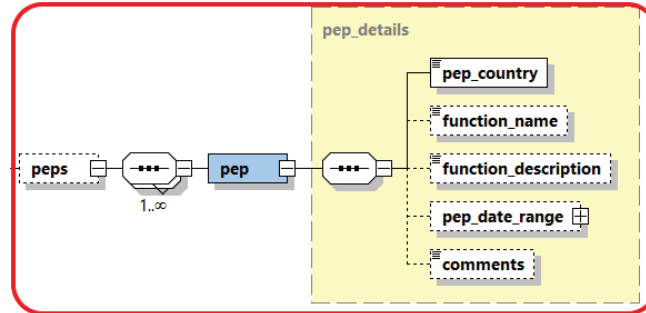 pep_details
pep_country
function_name
peps
pep
function_description
1..∞
pep_date_range
comments